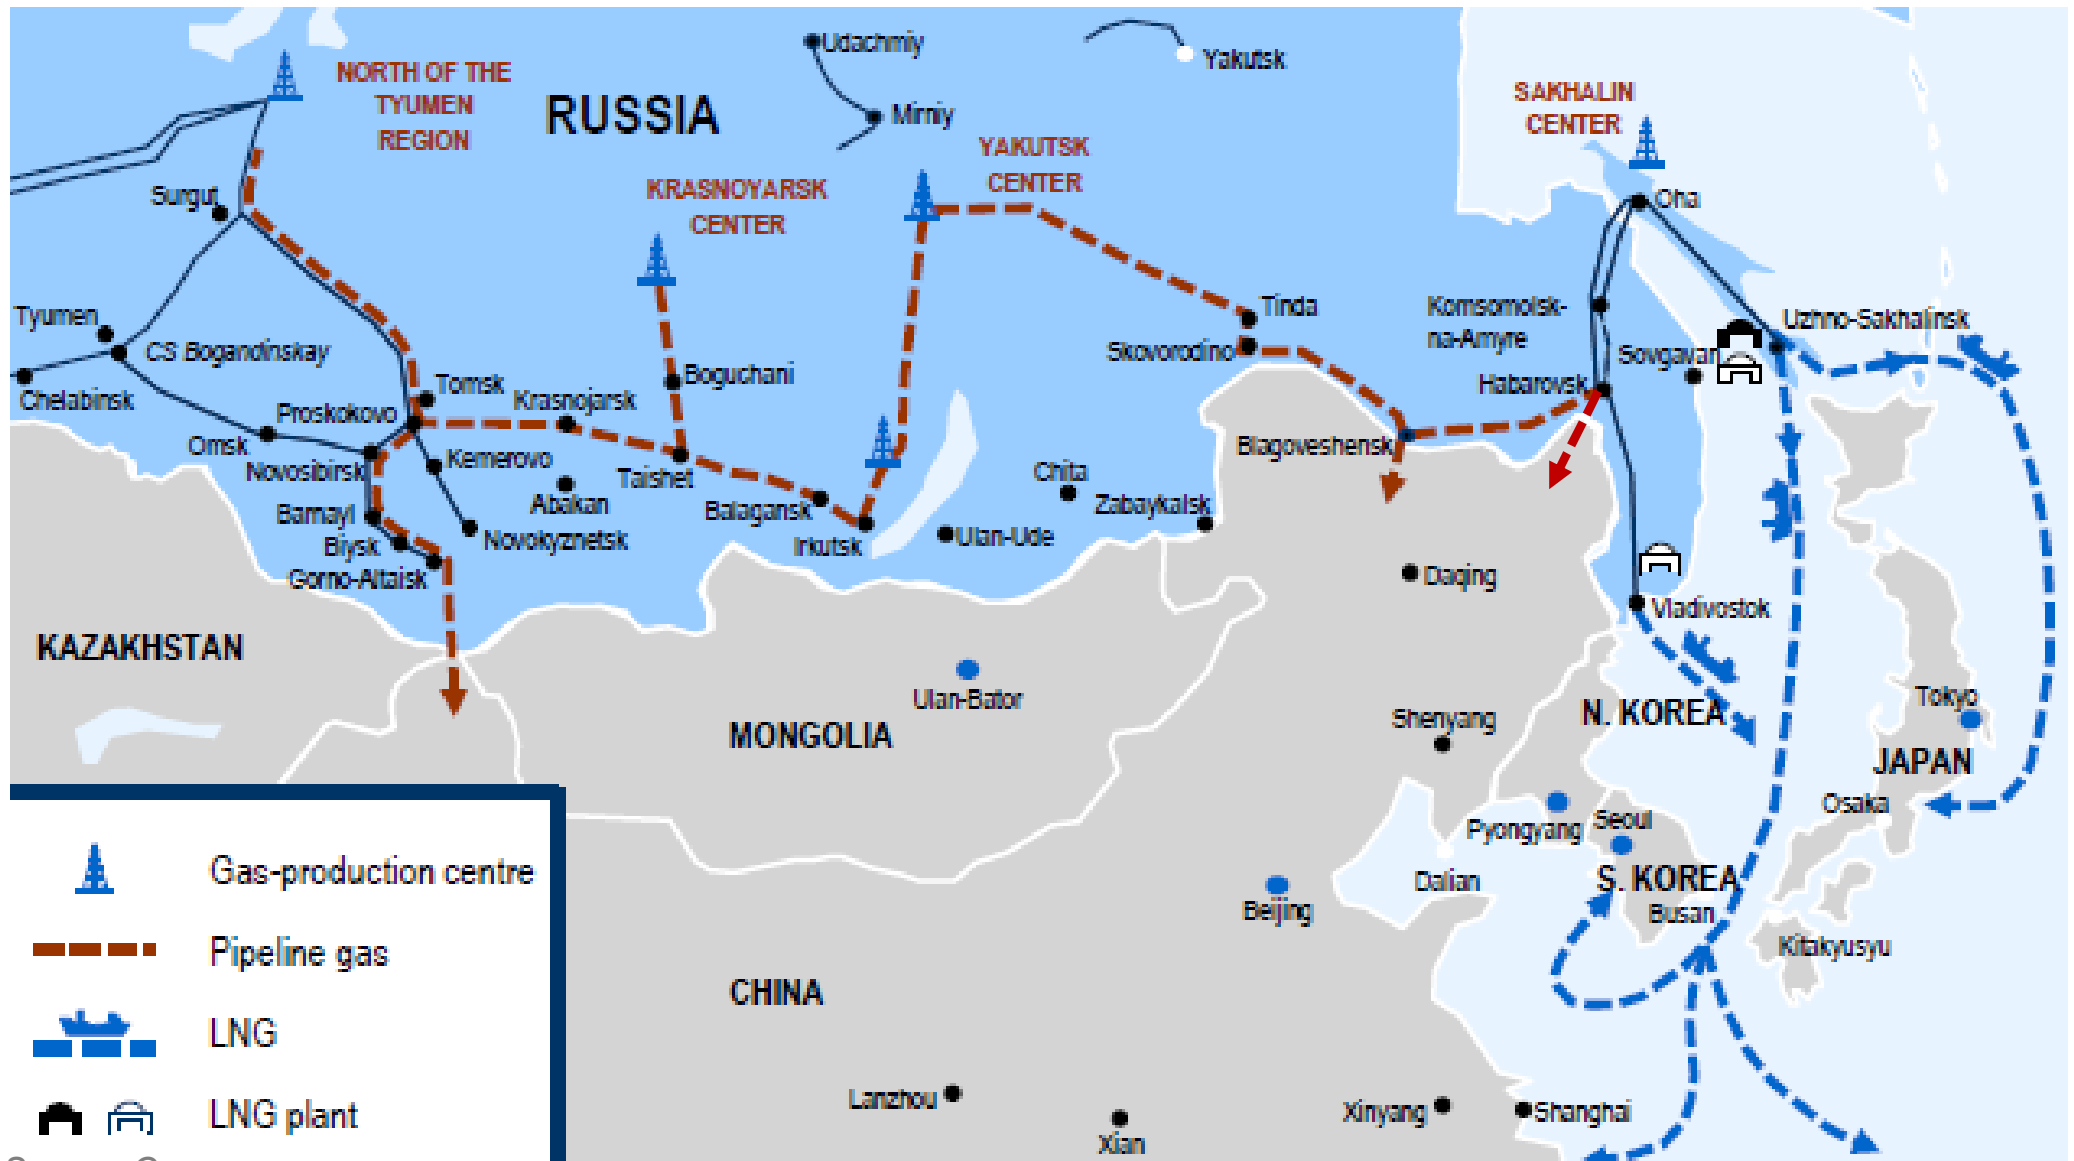 Udachmiy
Yakutsk
NORTH OF THE
TYUMEN
REGION
RUSSIA
Mirniy
SAKHALIN
CENTER
YAKUTSK
CENTER
KRASNOYARSK
CENTER
Surgut
Oha
Tinda
Komsomolsk-
na-Amyre
Uzhno-Sakhalinsk
Tyumen
CS Bogandinskay
Skovorodino
Sovgavan
Chelabinsk
Tomsk
Boguchani
Habarovsk
Proskokovo
Krasnojarsk
Omsk
Novosibirsk
Kemerovo
Taishet
Blagoveshensk
Abakan
Chita
Zabaykalsk
Barnayl
Balagansk
Biysk
Novokyznetsk
Irkutsk
Ulan-Ude
Gorno-Altaisk
Daqing
Vladivostok
KAZAKHSTAN
Ulan-Bator
MONGOLIA
Shenyang
N. KOREA
Tokyo
JAPAN
Osaka
Pyongyang
Seoul
S. KOREA
Dalian
Busan
Beijing
Kitakyusyu
CHINA
Lanzhou
Xian
Xinyang
Shanghai
Gas-production centre
Pipeline gas
LNG
LNG plant